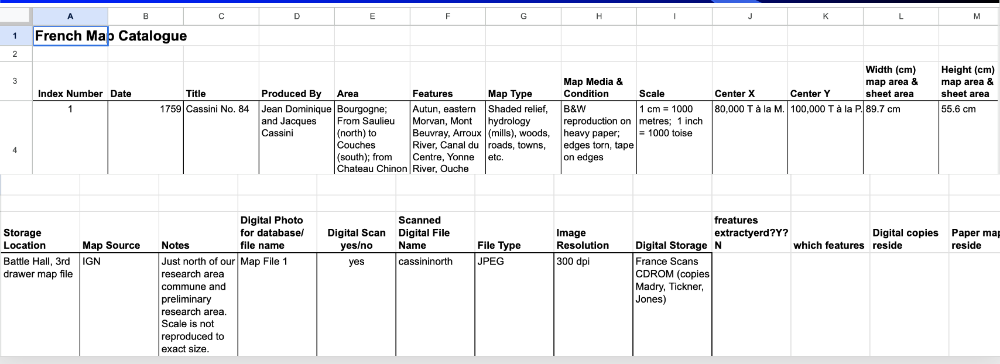 A B C D E F G H I J K L M
1 French Map Catalogue
2
3
Index Number
Date
Title
Produced By
Area
Features
Map Type
Map Media &
Condition
Scale
Center X
Center Y
Width (cm)
map area &
sheet area
Height (cm)
map area &
sheet area
4
1
1759
Cassini No. 84
Jean Dominique
and Jacques
Cassini
Bourgogne;
From Saulieu
(north) to
Couches
(south); from
Chateau Chinon
Autun, eastern
Morvan, Mont
Beuvray, Arroux
River, Canal du
Centre, Yonne
River, Ouche
Shaded relief,
hydrology
(mills), woods,
roads, towns,
etc.
B&W
reproduction on
heavy paper;
edges torn, tape
on edges
1 cm = 1000
metres; 1 inch
= 1000 toise
80,000 T à la M.
100,000 T à la P.
89.7 cm
55.6 cm
Storage
Location
Map Source
Notes
Digital Photo
for database/
file name
Digital Scan
yes/no
Scanned
Digital File
Name
File Type
Image
Resolution
Digital Storage
freatures
extractyerd?Y?
N
which features
Digital copies
reside
Paper map
reside
Battle Hall, 3rd
drawer map file
IGN
Just north of our
research area
commune and
preliminary
research area.
Scale is not
reproduced to
exact size.
Map File 1
yes
cassininorth
JPEG
300 dpi
France Scans
CDROM (copies
Madry, Tickner,
Jones)